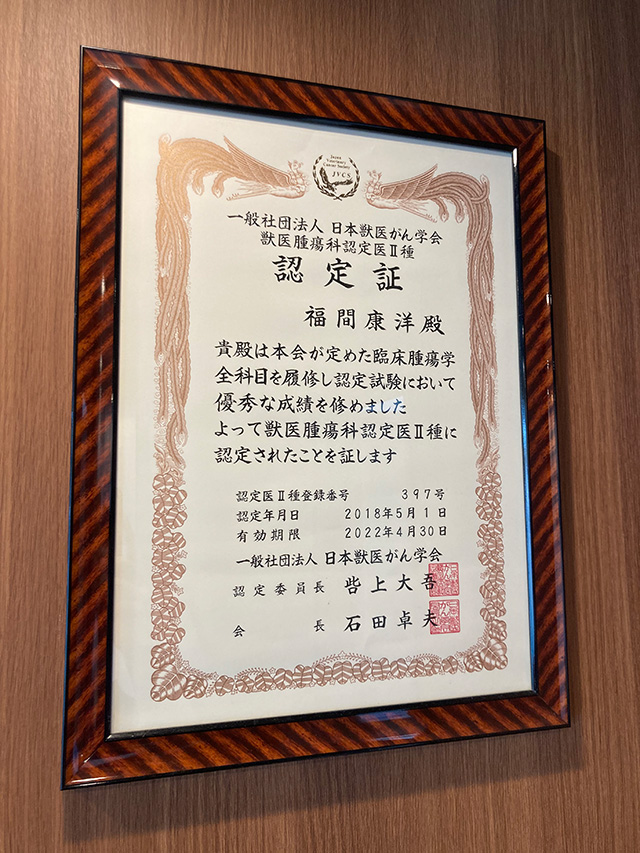 Japan
Veterinary
Cancer Society
JVCS
一般社団法人 日本獣医がん学会
獣医腫瘍科認定医Ⅱ種
認定証
福間康洋殿
貴殿は本会が定めた臨床腫瘍学
全科目を履修し認定試験において
優秀な成績を修めました
よって獣医腫瘍科認定医Ⅱ種に
認定されたことを証します
認定医Ⅱ種登録番号 397号
認定年月日 2018年5月1日
有効期限 2022年4月30日
一般社団法人 日本獣医がん学会
認定委員長 呰上大吾
会長 石田卓夫